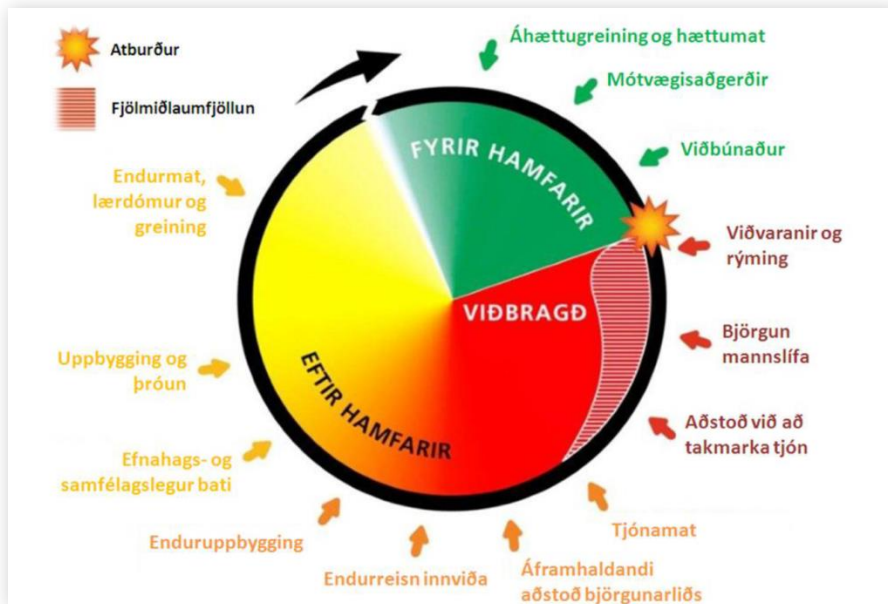 Atburður
Fjölmiðlaumfjöllun
Áhættugreining og hættumat
Mótvægisaðgerðir
Viðbúnaður
Viðvaranir og
rýming
Björgun
mannslífa
Aðstoð við að
takmarka tjón
Tjónamat
Áframhaldandi
aðstoð björgunarliðs
Endurreisn innviða
Enduruppbygging
Efnahags- og
samfélagslegur bati
Uppbygging og
þróun
Endurmat,
lærdómur og
greining
FYRIR HAMFARIR
VIÐBRAGÐ
EFTIR HAMFARIR